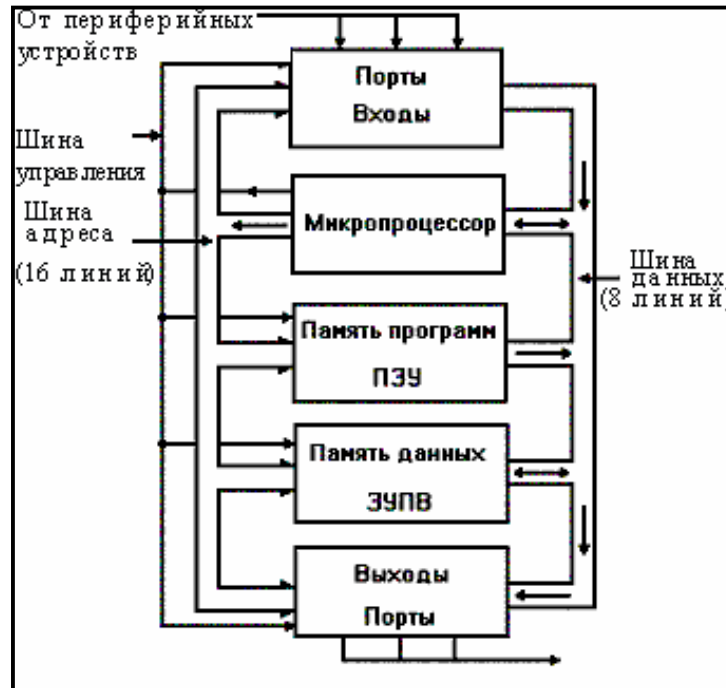 От периферийных
устройств
Порты
Входы
Шина
управления
Микропроцессор
Шина
адреса
(16 линий)
Шина
данных
(8 линий)
Память программ
ПЗУ
Память данных
ЗУПВ
Выходы
Порты